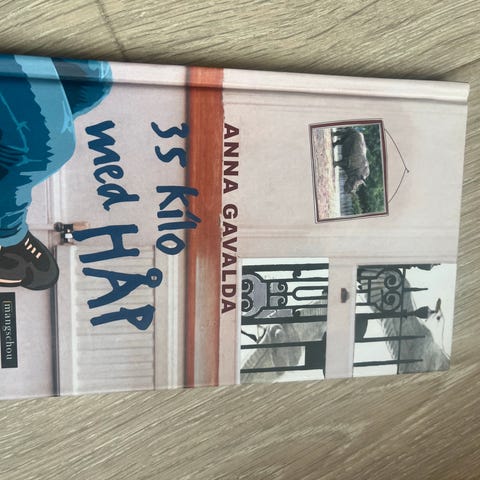 ANNA GAVALDA
35 kilo
med HÅP
[mangschou]